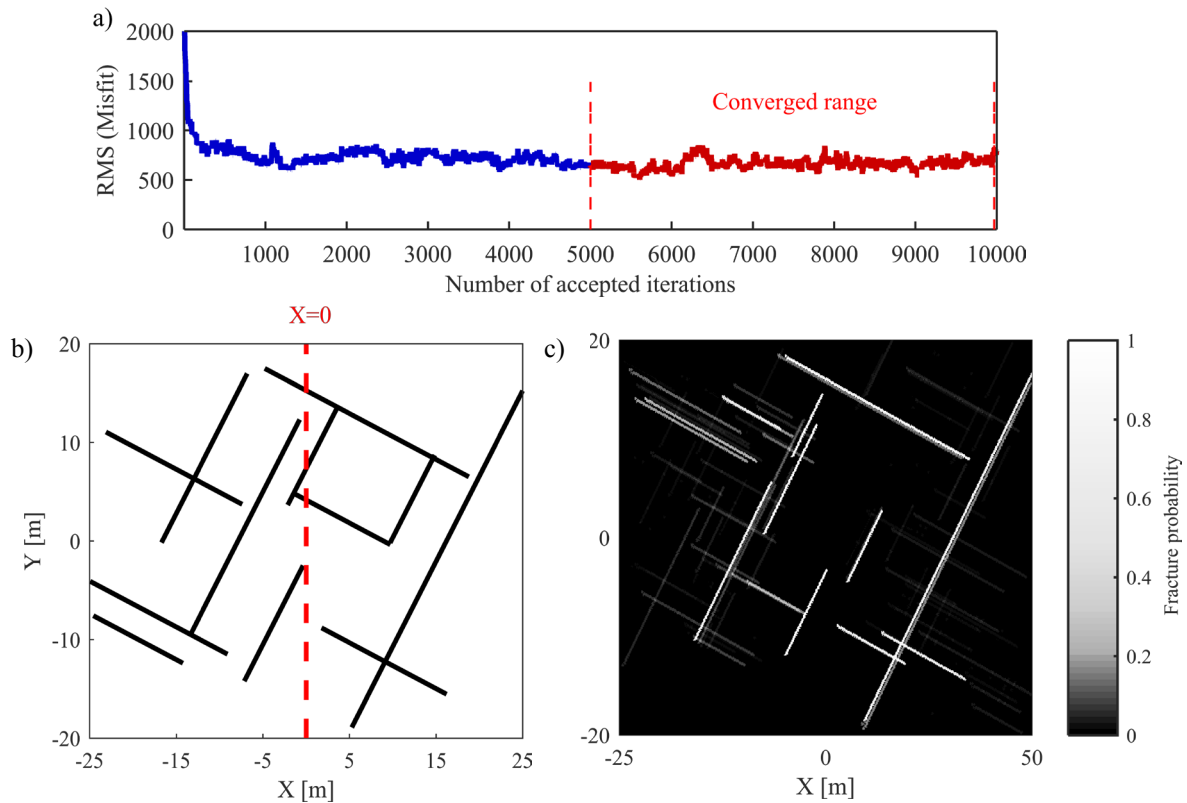 a)
2000
1500
1000
500
0
RMS (Misfit)
Converged range
1000 2000 3000 4000 5000 6000 7000 8000 9000 10000
Number of accepted iterations
X=0
b)
20
10
0
-10
-20
Y [m]
-25 -15 -5 5 15 25
X [m]
c)
20
0
-20
-25 0 50
X [m]
1
0.8
0.6
0.4
0.2
0
Fracture probability